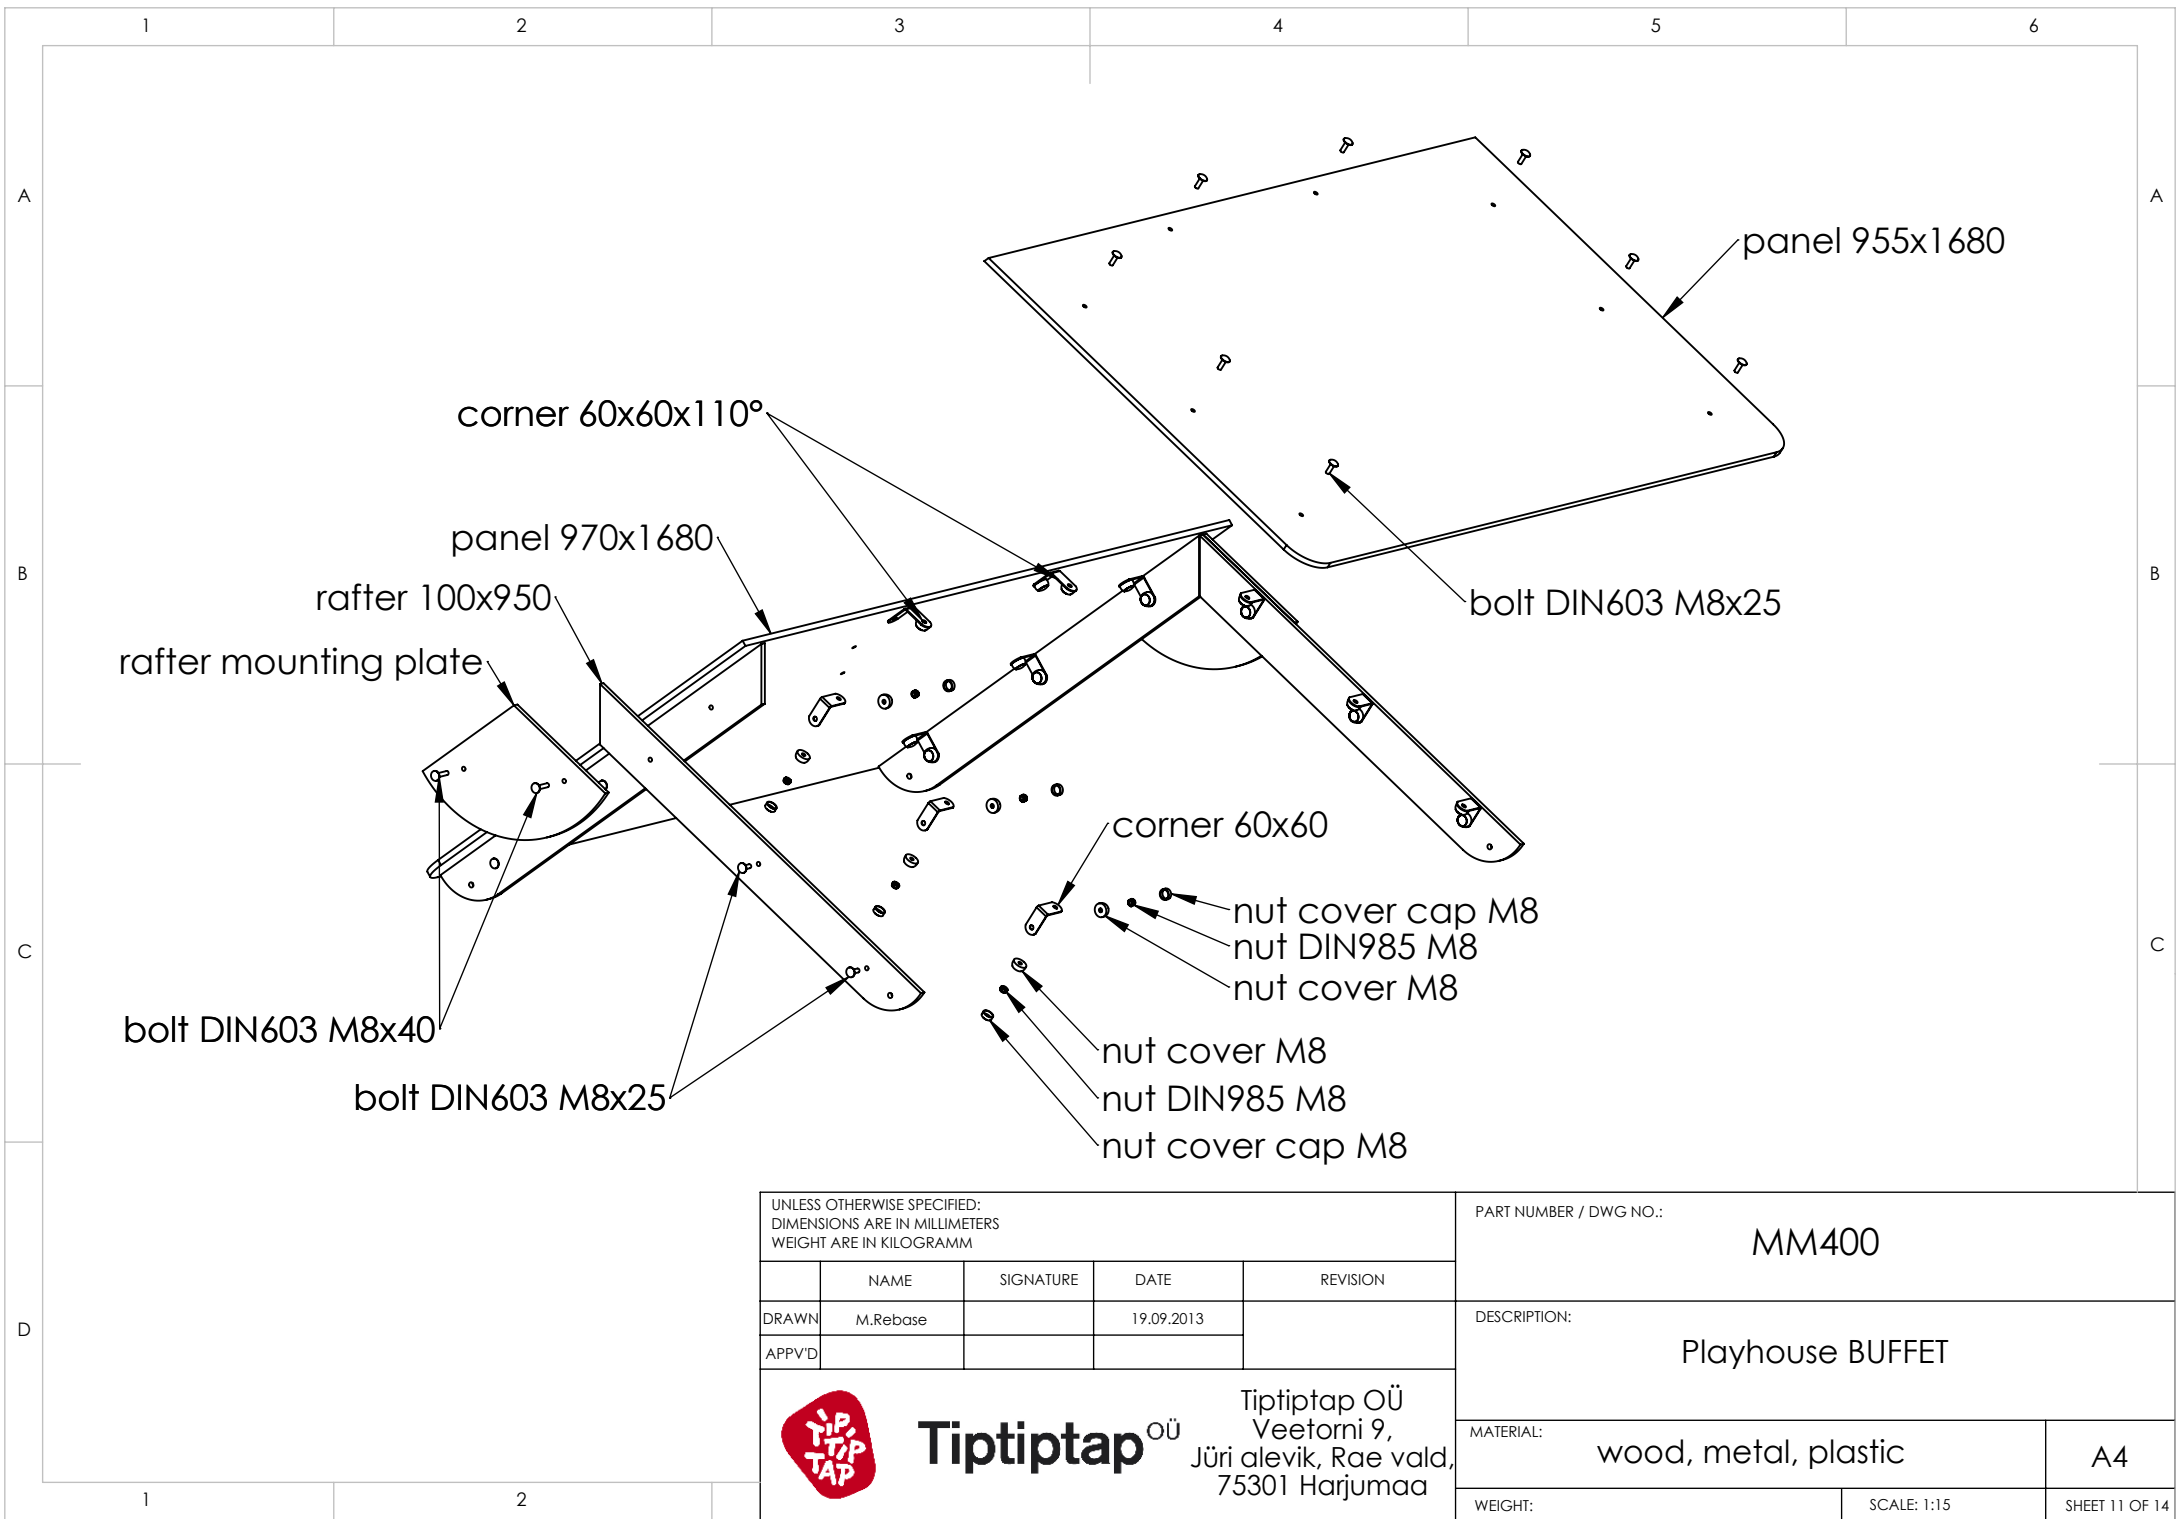 1 2 3 4 5 6
A A
panel 955x1680
corner 60x60x110°
panel 970x1680
B B
rafter 100x950
bolt DIN603 M8x25
rafter mounting plate
corner 60x60
nut cover cap M8
nut DIN985 M8
nut cover M8
C C
bolt DIN603 M8x40
nut cover M8
bolt DIN603 M8x25
nut DIN985 M8
nut cover cap M8
UNLESS OTHERWISE SPECIFIED:
DIMENSIONS ARE IN MILLIMETERS
WEIGHT ARE IN KILOGRAMM
PART NUMBER / DWG NO.:
MM400
NAME SIGNATURE DATE REVISION
DRAWN M.Rebase 19.09.2013
APPV'D
D
DESCRIPTION:
Playhouse BUFFET
TIP
TIP
TAP
Tiptiptap OÜ
Tiptiptap OÜ
Veetorni 9,
Jüri alevik, Rae vald,
75301 Harjumaa
MATERIAL:
wood, metal, plastic
A4
WEIGHT:
SCALE: 1:15
SHEET 11 OF 14
1 2